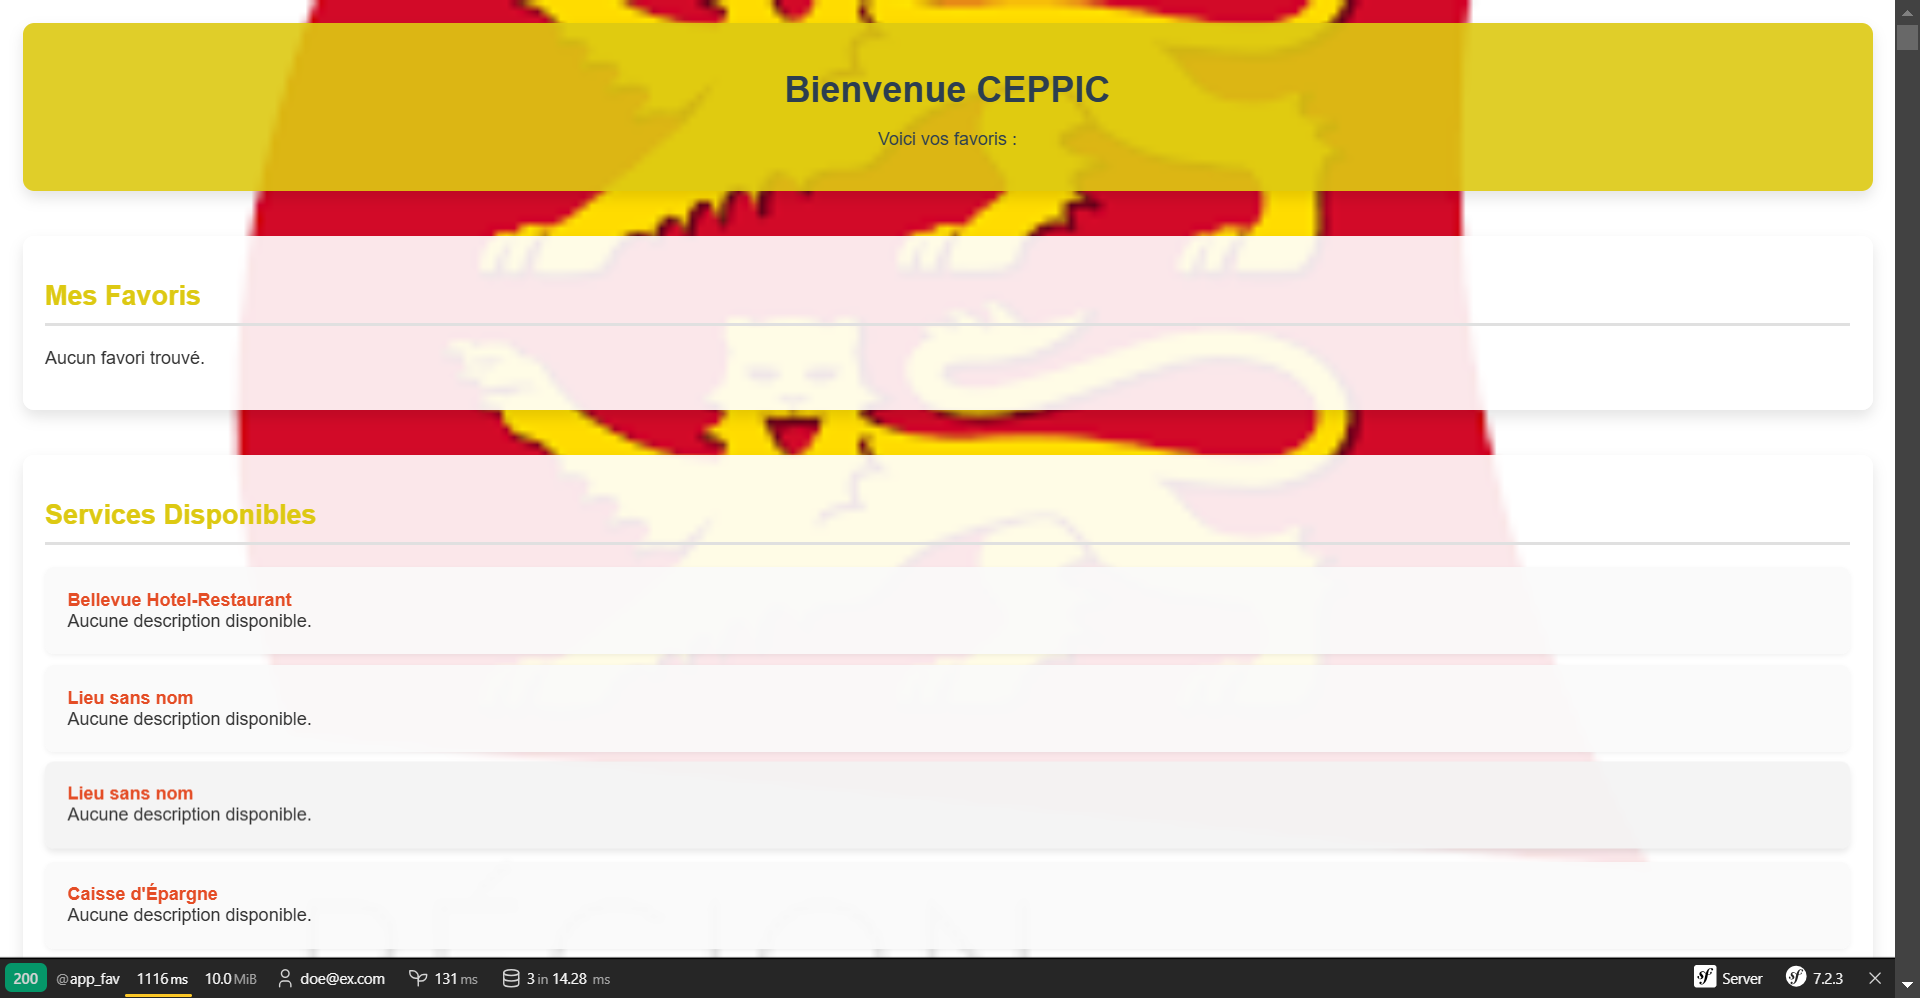 Bienvenue CEPPIC
Voici vos favoris :
Mes Favoris
Aucun favori trouvé.
Services Disponibles
Bellevue Hotel-Restaurant
Aucune description disponible.
Lieu sans nom
Aucune description disponible.
Lieu sans nom
Aucune description disponible.
Caisse d'Épargne
Aucune description disponible.
200 @app_fav 1116 ms 10.0 MiB doe@ex.com 131 ms 3 in 14.28 ms sf Server sf 7.2.3